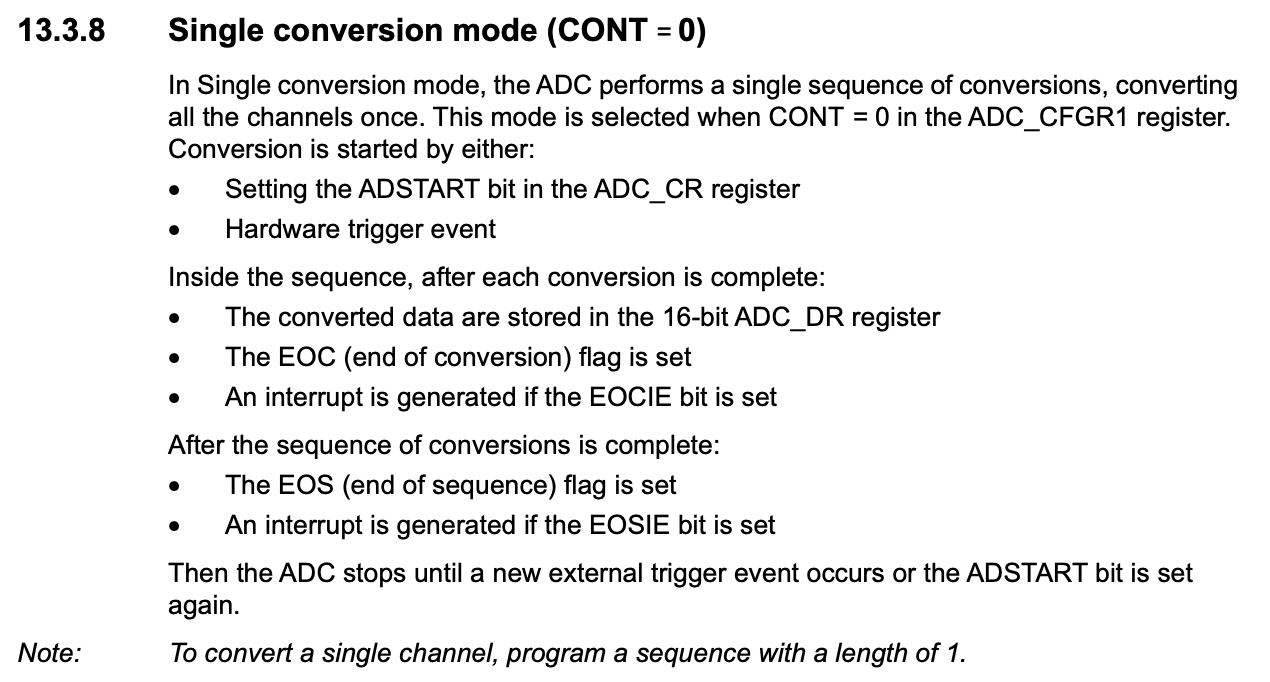 13.3.8 Single conversion mode (CONT = 0)
In Single conversion mode, the ADC performs a single sequence of conversions, converting
all the channels once. This mode is selected when CONT = 0 in the ADC_CFGR1 register.
Conversion is started by either:
• Setting the ADSTART bit in the ADC_CR register
• Hardware trigger event
Inside the sequence, after each conversion is complete:
• The converted data are stored in the 16-bit ADC_DR register
• The EOC (end of conversion) flag is set
• An interrupt is generated if the EOCIE bit is set
After the sequence of conversions is complete:
• The EOS (end of sequence) flag is set
• An interrupt is generated if the EOSIE bit is set
Then the ADC stops until a new external trigger event occurs or the ADSTART bit is set
again.
Note: To convert a single channel, program a sequence with a length of 1.